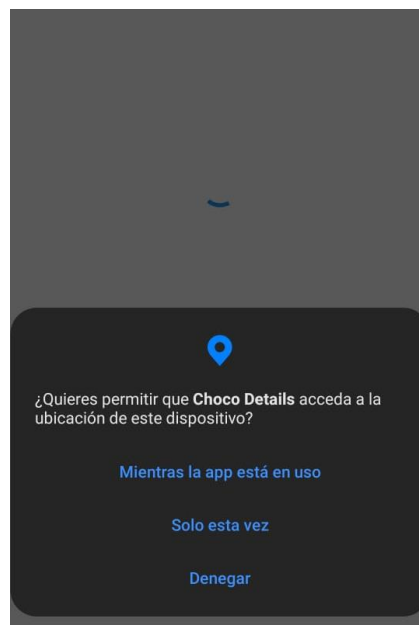 ¿Quieres permitir que Choco Details acceda a la
ubicación de este dispositivo?
Mientras la app está en uso
Solo esta vez
Denegar